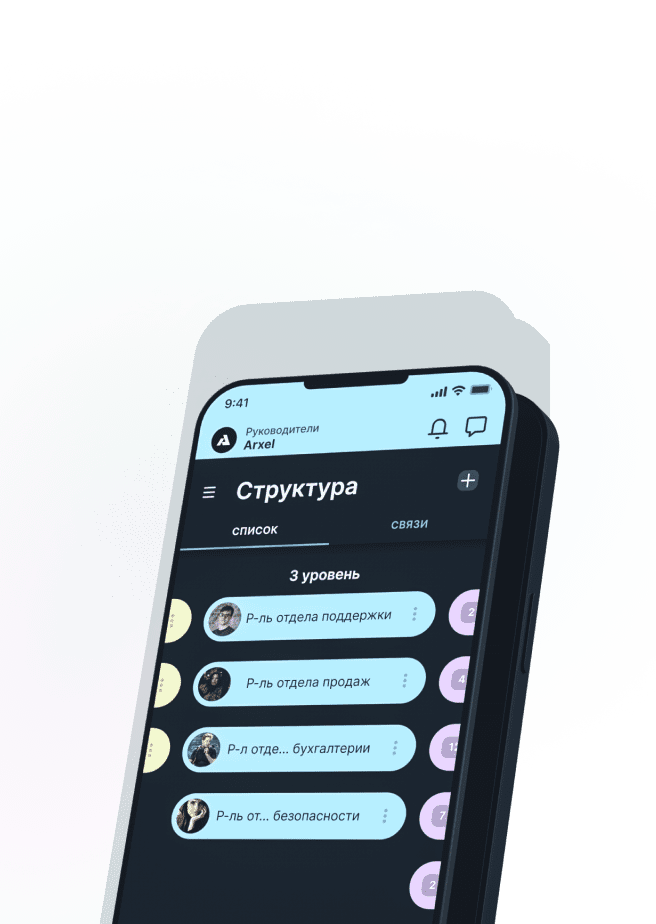 9:41
Руководители
Arxel
Структура
СПИСОК
СВЯЗИ
3 уровень
Р-ль отдела поддержки
2
Р-ль отдела продаж
4
Р-л отде... бухгалтерии
12
Р-ль от... безопасности
7
2